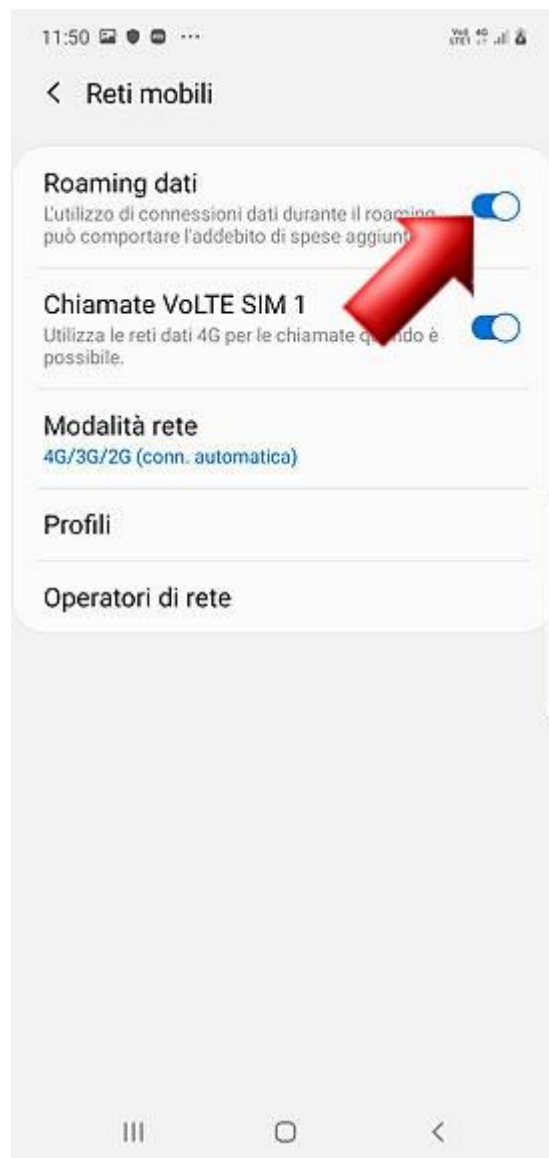 11:50
Reti mobili
Roaming dati
L'utilizzo di connessioni dati durante il roaming
può comportare l'addebito di spese
Chiamate VoLTE SIM 1
Utilizza le reti dati 4G per le chiamate quando è
possibile.
Modalità rete
4G/3G/2G (conn. automatica)
Profili
Operatori di rete